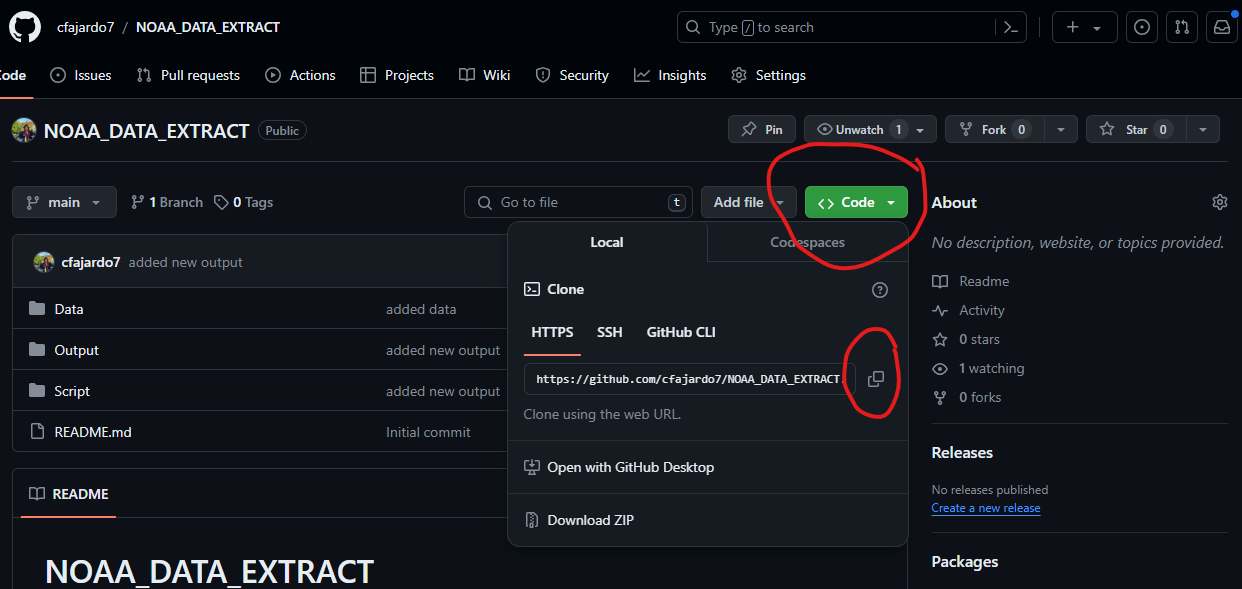 cfajardo7 / NOAA_DATA_EXTRACT
Type / to search
ode Issues Pull requests Actions Projects Wiki Security Insights Settings
NOAA_DATA_EXTRACT Public
Pin Unwatch 1 Fork 0 Star 0
main 1 Branch 0 Tags
Go to file t Add file <> Code
cfajardo7 added new output
Data added data
Output added new output
Script added new output
README.md Initial commit
README
NOAA_DATA_EXTRACT
Local Codespaces
Clone
HTTPS SSH GitHub CLI
https://github.com/cfajardo7/NOAA_DATA_EXTRACT.
Clone using the web URL.
Open with GitHub Desktop
Download ZIP
About
No description, website, or topics provided.
Readme
Activity
0 stars
1 watching
0 forks
Releases
No releases published
Create a new release
Packages